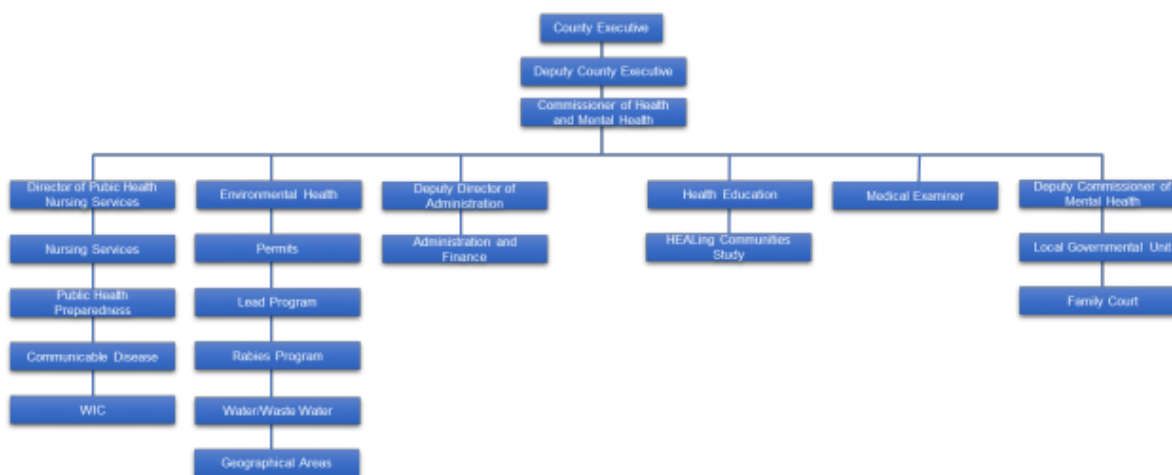 County Executive
Deputy County Executive
Commissioner of Health
and Mental Health
Director of Pubic Health
Nursing Services
Environmental Health
Deputy Director of
Administration
Health Education
Medical Examiner
Deputy Commissioner of
Mental Health
Nursing Services
Permits
Administration and
Finance
HEALing Communities
Study
Local Governmental Unit
Public Health
Preparedness
Lead Program
Family Court
Communicable Disease
Rabies Program
WIC
Water/Waste Water
Geographical Areas